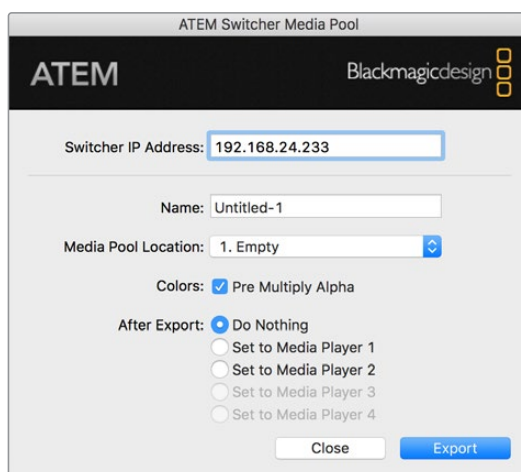 ATEM Switcher Media Pool
ATEM
Blackmagicdesign
Switcher IP Address: 192.168.24.233
Name: Untitled-1
Media Pool Location: 1. Empty
Colors: Pre Multiply Alpha
After Export: Do Nothing
Set to Media Player 1
Set to Media Player 2
Set to Media Player 3
Set to Media Player 4
Close Export